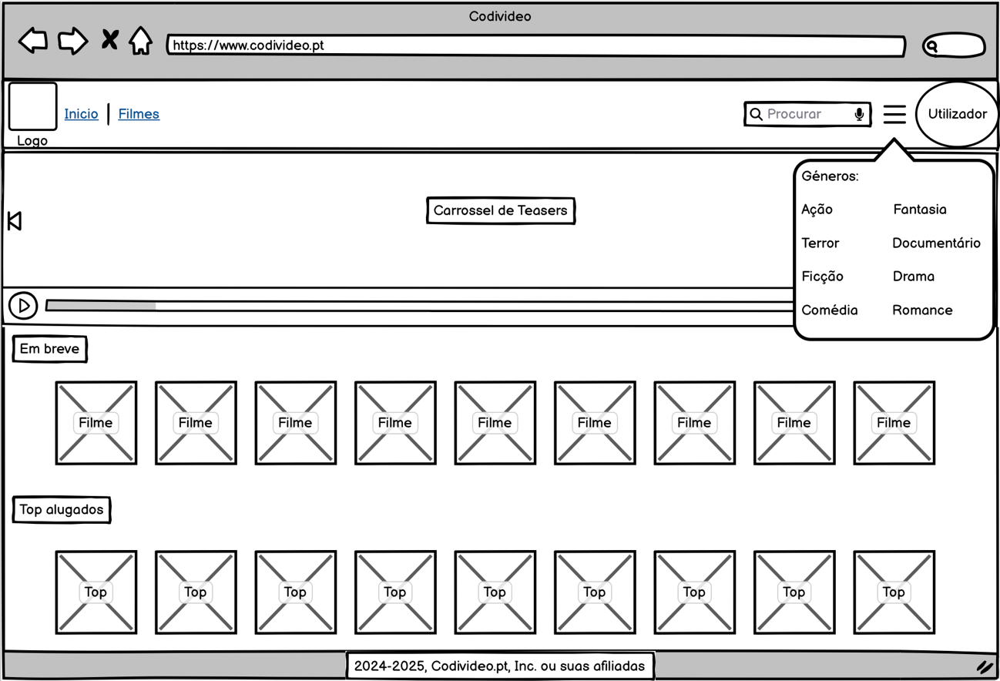 Codivideo
https://www.codivideo.pt
Inicio | Filmes
Procurar
Utilizador
Logo
Géneros:
Ação Fantasia
Terror Documentário
Ficção Drama
Comédia Romance
Carrossel de Teasers
Em breve
Filme Filme Filme Filme Filme Filme Filme Filme Filme
Top alugados
Top Top Top Top Top Top Top Top Top
2024-2025, Codivideo.pt, Inc. ou suas afiliadas